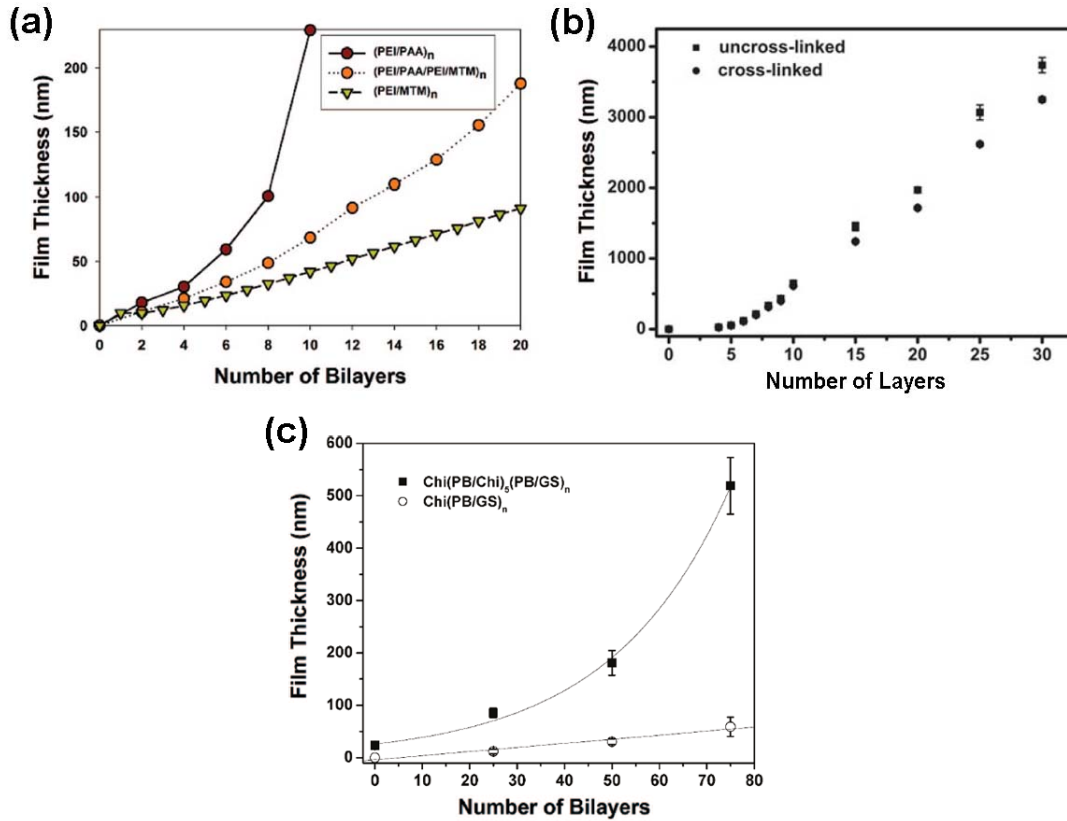 (a)
(PEI/PAA)n
(PEI/PAA/PEI/MTM)n
(PEI/MTM)n
Film Thickness (nm)
200
150
100
50
0
0 2 4 6 8 10 12 14 16 18 20
Number of Bilayers
(b)
uncross-linked
cross-linked
Film Thickness (nm)
4000
3000
2000
1000
0
0 5 10 15 20 25 30
Number of Layers
(c)
Chi(PB/Chi)5(PB/GS)n
Chi(PB/GS)n
Film Thickness (nm)
600
500
400
300
200
100
0
0 10 20 30 40 50 60 70 80
Number of Bilayers